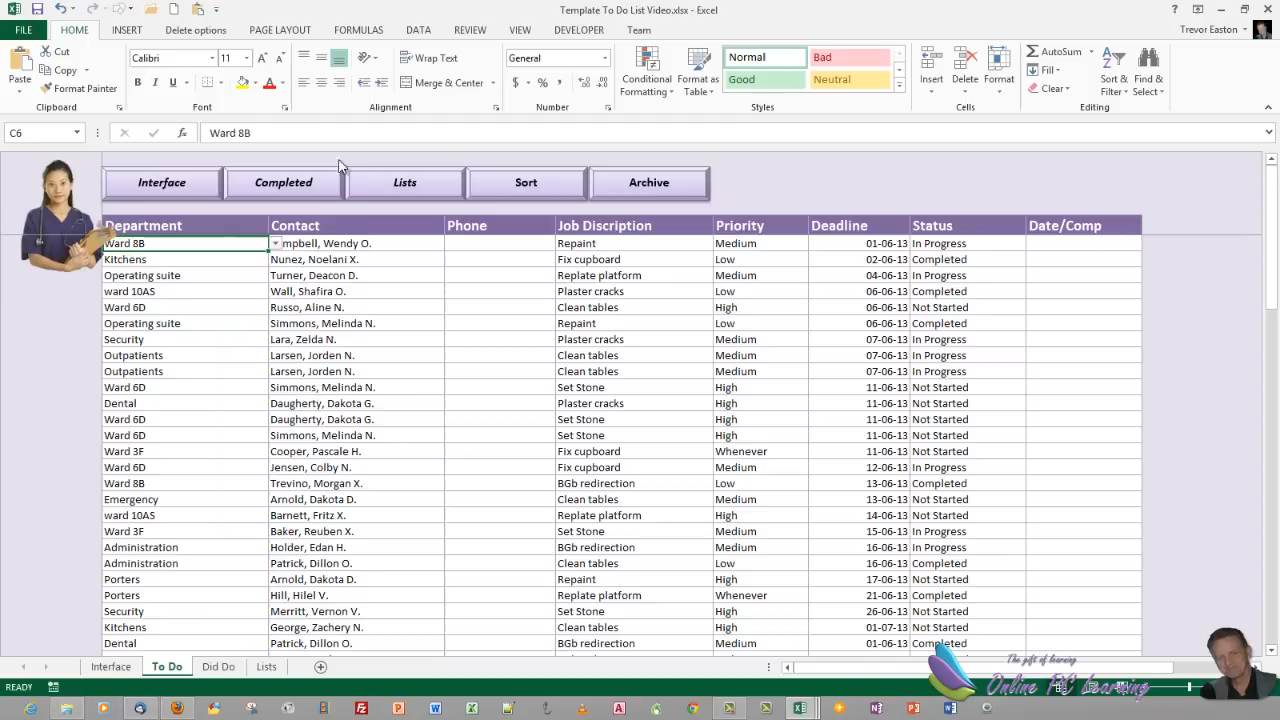 Template To Do List Video.xlsx - Excel
FILE HOME INSERT Delete options PAGE LAYOUT FORMULAS DATA REVIEW VIEW DEVELOPER Team Trevor Easton
Cut
Copy
Format Painter
Paste
Clipboard
Calibri 11
B I U
Font
Wrap Text
Merge & Center
Alignment
General
$ % ,
Number
Conditional Formatting
Format as Table
Normal Bad
Good Neutral
Styles
Insert Delete Format
Cells
AutoSum
Fill
Clear
Sort & Filter
Find & Select
Editing
C6 fx Ward 8B
Interface Completed Lists Sort Archive
Department Contact Phone Job Discription Priority Deadline Status Date/Comp
Ward 8B mpbell, Wendy O. Repaint Medium 01-06-13 In Progress
Kitchens Nunez, Noelani X. Fix cupboard Low 02-06-13 Completed
Operating suite Turner, Deacon D. Replate platform Medium 04-06-13 In Progress
ward 10AS Wall, Shafira O. Plaster cracks Low 06-06-13 Completed
Ward 6D Russo, Aline N. Clean tables High 06-06-13 Not Started
Operating suite Simmons, Melinda N. Repaint Low 06-06-13 Completed
Security Lara, Zelda N. Plaster cracks Medium 07-06-13 In Progress
Outpatients Larsen, Jorden N. Clean tables Medium 07-06-13 In Progress
Outpatients Larsen, Jorden N. Clean tables Medium 07-06-13 In Progress
Ward 6D Simmons, Melinda N. Set Stone High 11-06-13 Not Started
Dental Daugherty, Dakota G. Plaster cracks High 11-06-13 Not Started
Ward 6D Daugherty, Dakota G. Set Stone High 11-06-13 Not Started
Ward 6D Simmons, Melinda N. Set Stone High 11-06-13 Not Started
Ward 3F Cooper, Pascale H. Fix cupboard Whenever 11-06-13 Not Started
Ward 6D Jensen, Colby N. Fix cupboard Medium 12-06-13 In Progress
Ward 8B Trevino, Morgan X. BGb redirection Low 13-06-13 Completed
Emergency Arnold, Dakota D. Clean tables High 13-06-13 Not Started
ward 10AS Barnett, Fritz X. Replate platform High 14-06-13 Not Started
Ward 3F Baker, Reuben X. Set Stone Medium 15-06-13 In Progress
Administration Holder, Edan H. BGb redirection Medium 16-06-13 In Progress
Administration Patrick, Dillon O. Clean tables Low 16-06-13 Completed
Porters Arnold, Dakota D. Repaint High 17-06-13 Not Started
Porters Hill, Hilel V. Replate platform Whenever 21-06-13 Completed
Security Merritt, Vernon V. Set Stone High 26-06-13 Not Started
Kitchens George, Zachery N. Clean tables High 01-07-13 Not Started
Dental Patrick, Dillon O. BGb redirection Medium 01-06-13 Completed
Interface To Do Did Do Lists
The gift of learning
Online PC Learning
READY